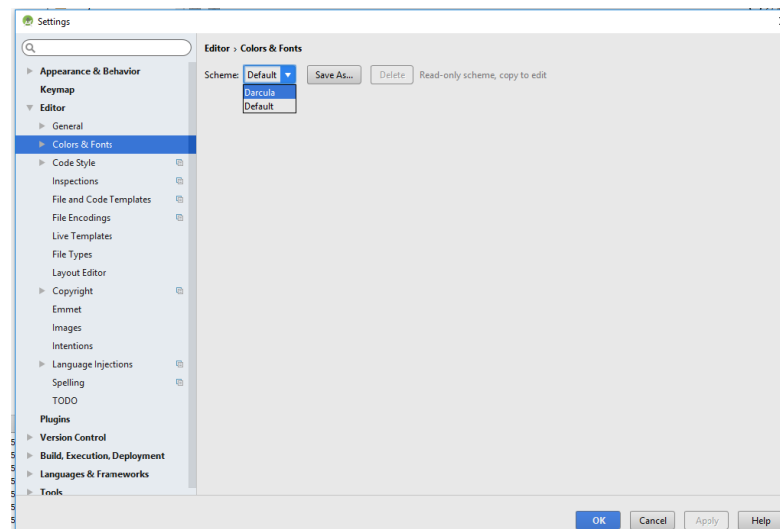 Settings
Editor › Colors & Fonts
Scheme: Default Save As... Delete Read-only scheme, copy to edit
Darcula
Default
Appearance & Behavior
Keymap
Editor
General
Colors & Fonts
Code Style
Inspections
File and Code Templates
File Encodings
Live Templates
File Types
Layout Editor
Copyright
Emmet
Images
Intentions
Language Injections
Spelling
TODO
Plugins
Version Control
Build, Execution, Deployment
Languages & Frameworks
Tools
OK Cancel Apply Help